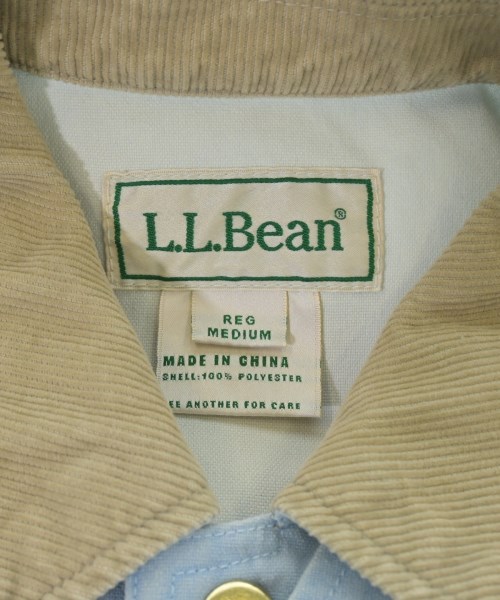 L.L.Bean®
REG
MEDIUM
MADE IN CHINA
SHELL:100% POLYESTER
EE ANOTHER FOR CARE